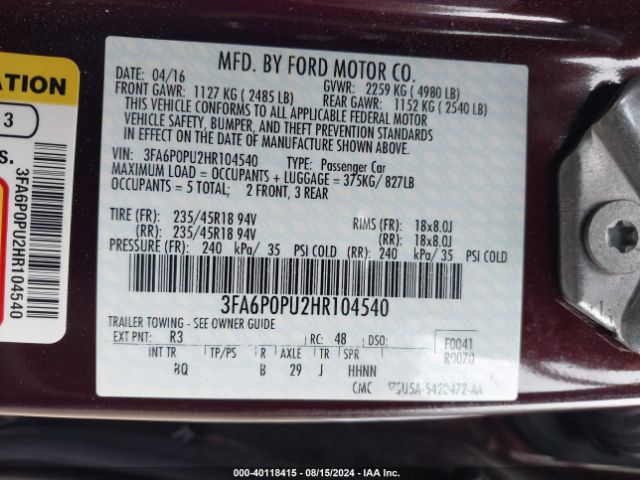 ATION
3
S.
3FA6P0PU2HR104540
MFD. BY FORD MOTOR CO.
DATE: 04/16 GVWR: 2259 KG ( 4980 LB)
FRONT GAWR: 1127 KG ( 2485 LB) REAR GAWR: 1152 KG ( 2540 LB)
THIS VEHICLE CONFORMS TO ALL APPLICABLE FEDERAL MOTOR
VEHICLE SAFETY, BUMPER, AND THEFT PREVENTION STANDARDS
IN EFFECT ON THE DATE OF MANUFACTURE SHOWN ABOVE.
VIN: 3FA6P0PU2HR104540 TYPE: Passenger Car
MAXIMUM LOAD = OCCUPANTS + LUGGAGE = 375KG/ 827LB
OCCUPANTS = 5 TOTAL; 2 FRONT, 3 REAR
TIRE (FR): 235/45R18 94V RIMS (FR): 18x8.0J
(RR): 235/45R18 94V (RR): 18x8.0J
PRESSURE (FR): 240 kPa/ 35 PSI COLD (RR): 240 kPa/ 35 PSI COLD
3FA6P0PU2HR104540
TRAILER TOWING - SEE OWNER GUIDE
EXT PNT: R3 RC: 48 DSO: F0041
R0070
INT TR TP/PS R AXLE TR SPR
BQ B 29 J HHNN
CMC 5U5A-5420472-AA
000-40118415 - 08/15/2024 - IAA Inc.